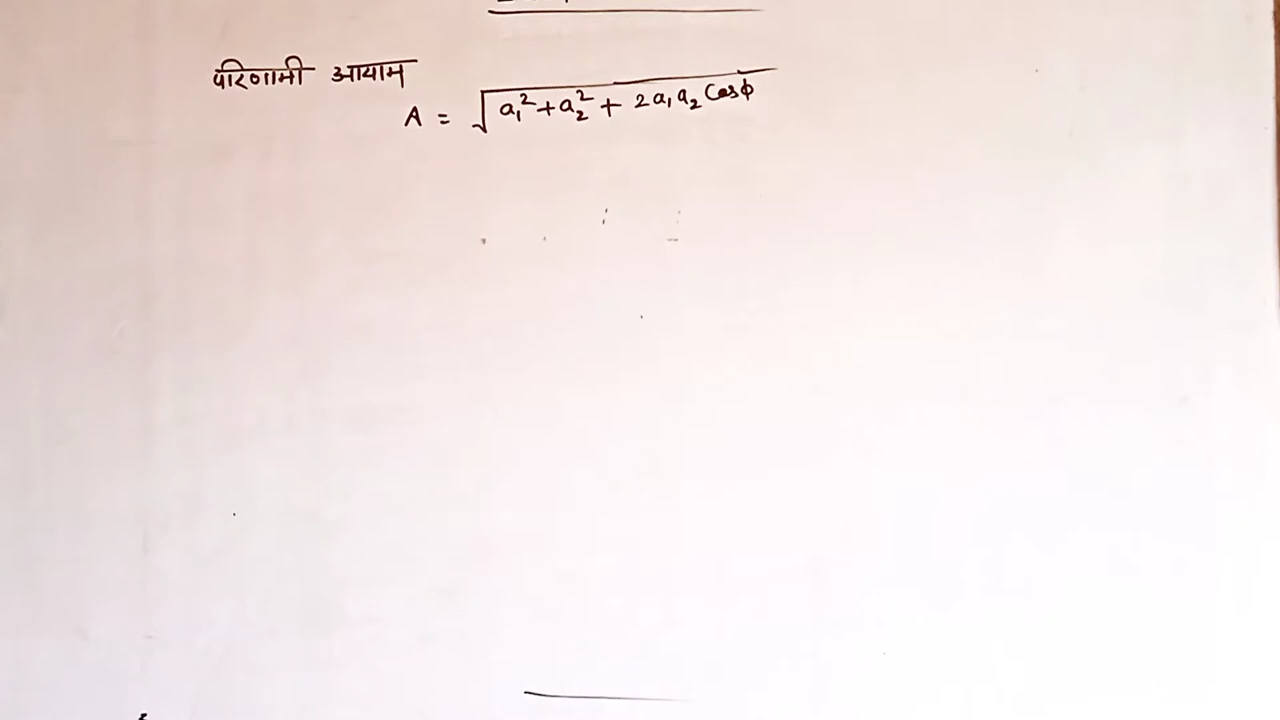 परिणामी आयाम
A = √a₁² + a₂² + 2a₁a₂ Cosϕ